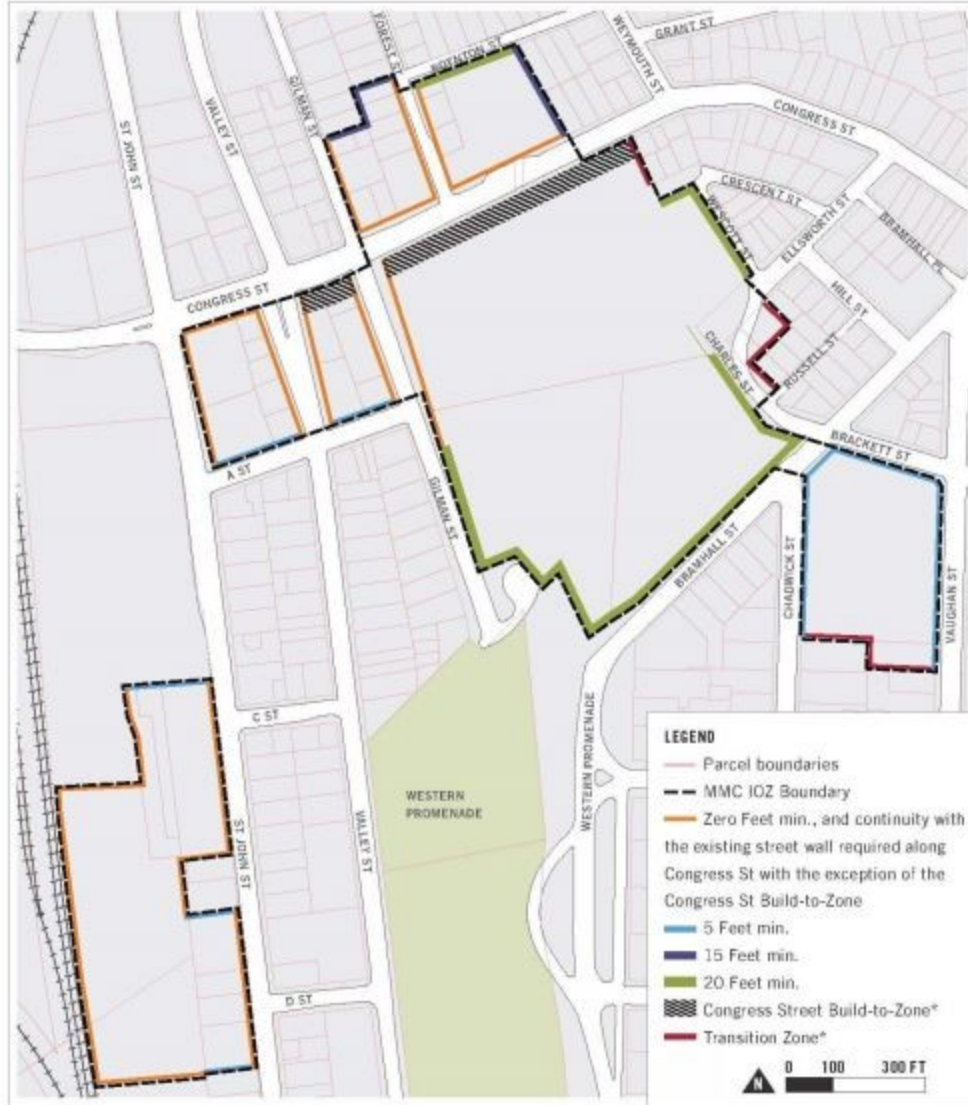 FOREST ST
BOYNTON ST
WEYMOUTH ST
GRANT ST
GILMAN ST
VALLEY ST
ST JOHN ST
CONGRESS ST
CRESCENT ST
WESCOTT ST
ELLSWORTH ST
BRAMHALL PL
HILL ST
CONGRESS ST
RUSSELL ST
CHARLES ST
BRACKETT ST
A ST
GILMAN ST
BRAMHALL ST
CHADWICK ST
VAUGHAN ST
C ST
WESTERN PROMENADE
WESTERN
PROMENADE
VALLEY ST
ST JOHN ST
D ST
LEGEND
Parcel boundaries
MMC IOZ Boundary
Zero Feet min., and continuity with
the existing street wall required along
Congress St with the exception of the
Congress St Build-to-Zone
5 Feet min.
15 Feet min.
20 Feet min.
Congress Street Build-to-Zone*
Transition Zone*
N
0 100 300 FT